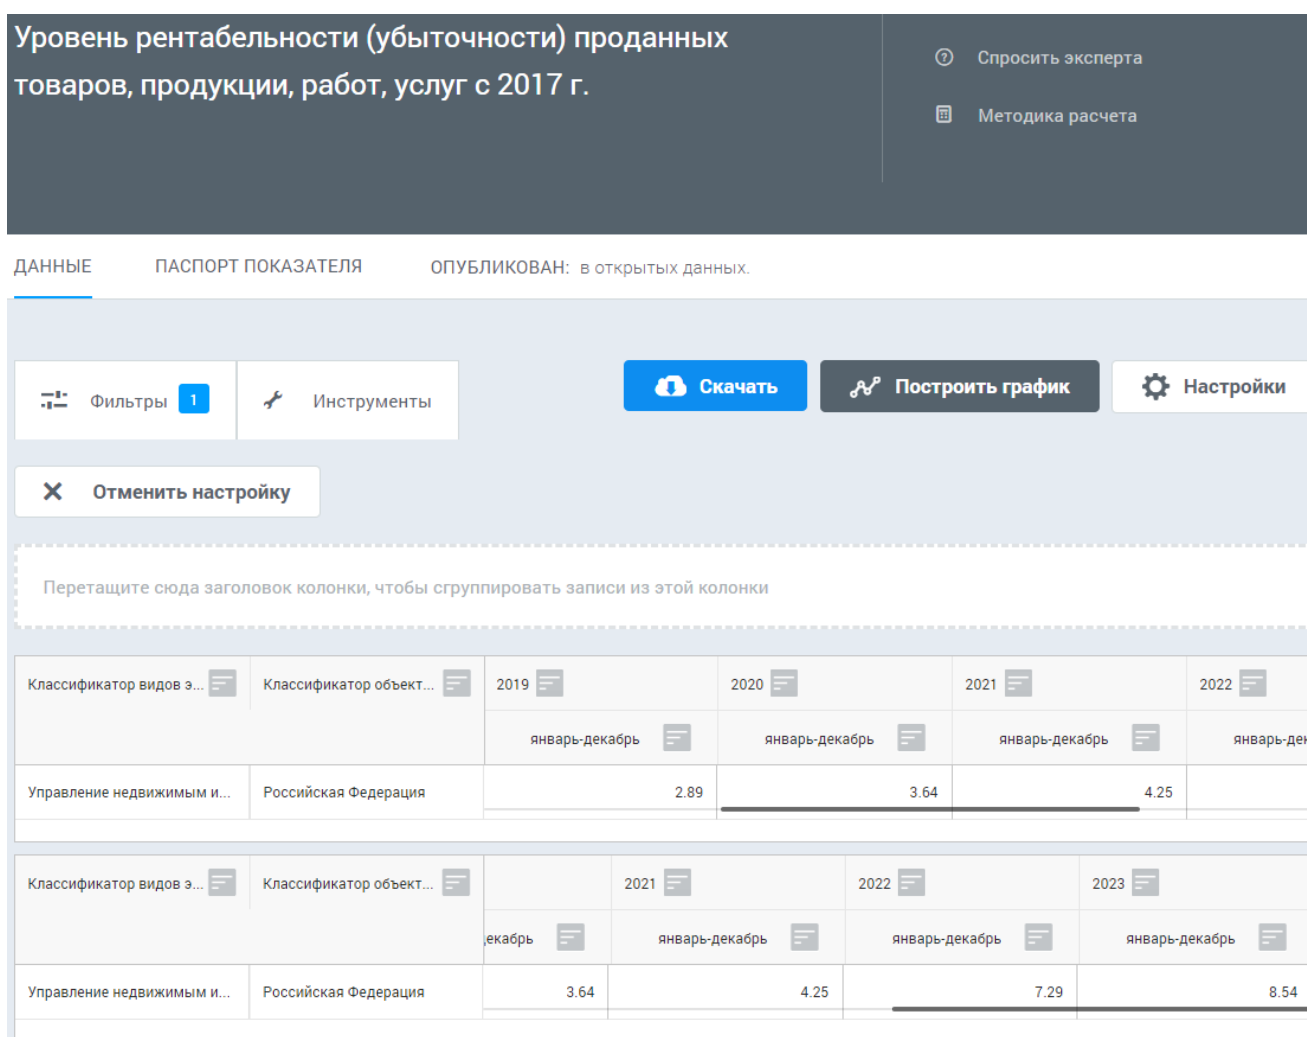 Уровень рентабельности (убыточности) проданных
товаров, продукции, работ, услуг с 2017 г.
Спросить эксперта
Методика расчета
ДАННЫЕ ПАСПОРТ ПОКАЗАТЕЛЯ ОПУБЛИКОВАН: в открытых данных.
Фильтры 1 Инструменты Скачать Построить график Настройки
Отменить настройку
Перетащите сюда заголовок колонки, чтобы сгруппировать записи из этой колонки
Классификатор видов э... Классификатор объект... 2019 2020 2021 2022
январь-декабрь январь-декабрь январь-декабрь январь-дек
Управление недвижимым и... Российская Федерация 2.89 3.64 4.25
Классификатор видов э... Классификатор объект... 2021 2022 2023
декабрь январь-декабрь январь-декабрь январь-декабрь
Управление недвижимым и... Российская Федерация 3.64 4.25 7.29 8.54